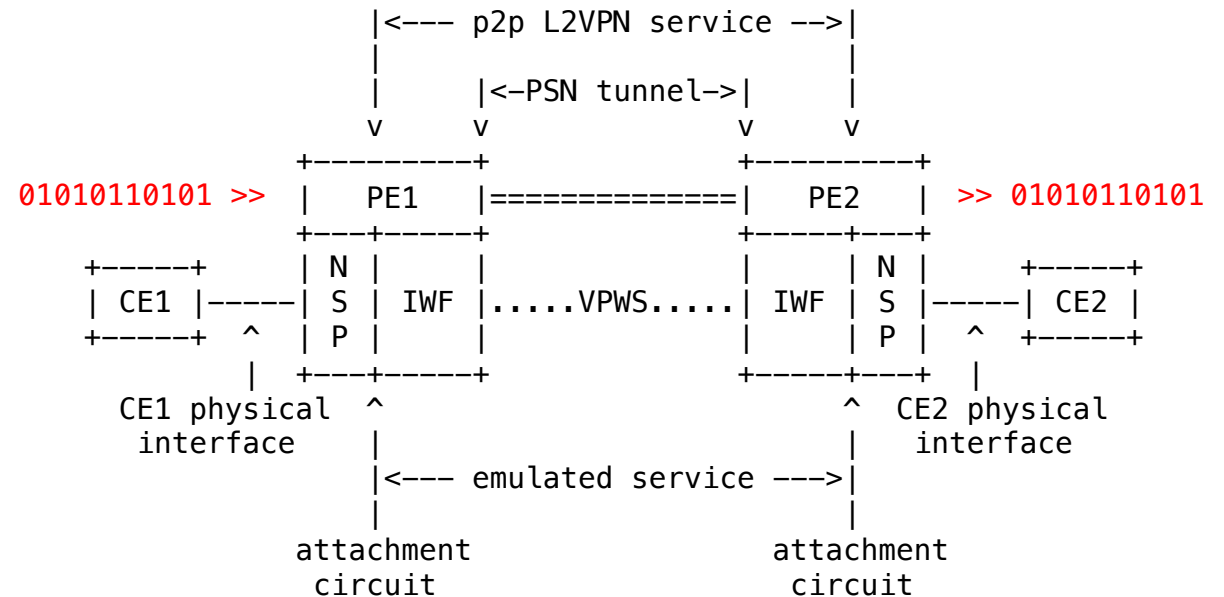 |<--- p2p L2VPN service -->|
|                          |
|     |<-PSN tunnel->|     |
v     v              v     v
+---------+              +---------+
01010110101 >> |   PE1   |==============|   PE2   | >> 01010110101
+---+-----+              +-----+---+
+-----+     | N |     |              |     | N |     +-----+
| CE1 |-----| S | IWF |.....VPWS.....| IWF | S |-----| CE2 |
+-----+  ^  | P |     |              |     | P |  ^  +-----+
|  +---+-----+              +-----+---+  |
CE1 physical  ^                          ^  CE2 physical
interface    |                          |   interface
|<--- emulated service --->|
|                          |
attachment                 attachment
circuit                    circuit